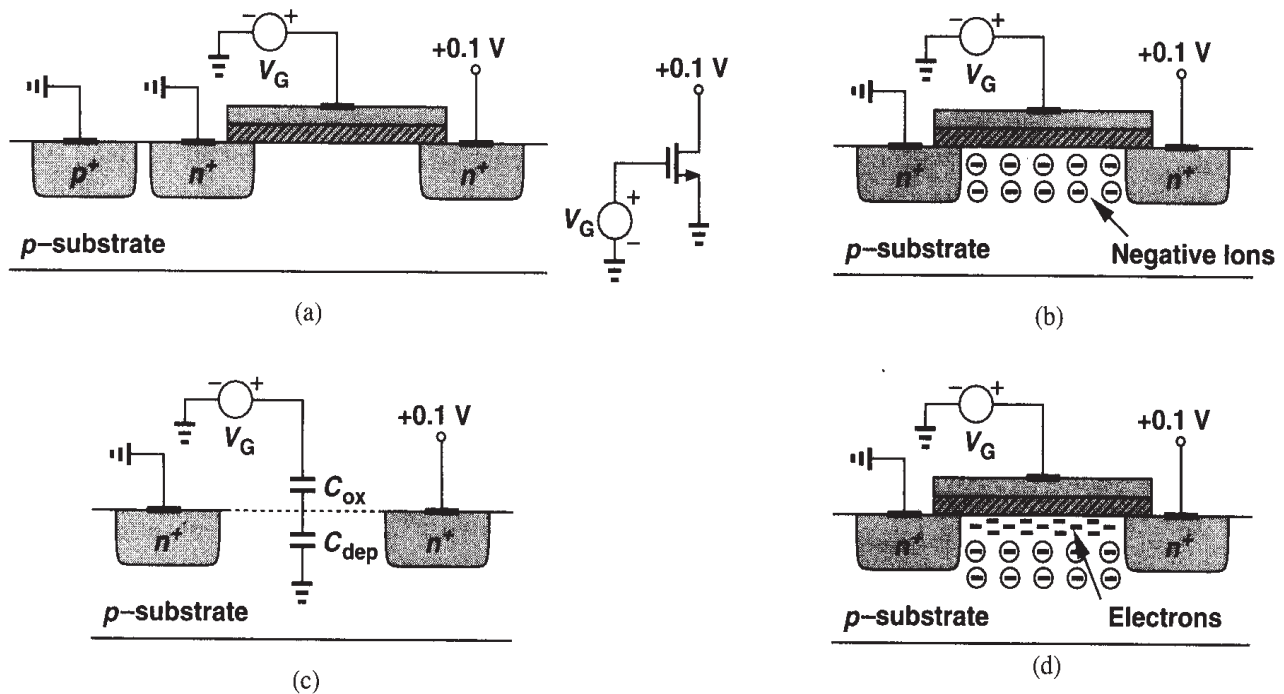 − +
V_G
+0.1 V
p+
n+
n+
p–substrate
(a)
+0.1 V
V_G
+
−
− +
V_G
+0.1 V
n+
n+
p–substrate
Negative Ions
(b)
− +
V_G
+0.1 V
C_ox
C_dep
n+
n+
p–substrate
(c)
− +
V_G
+0.1 V
n+
n+
p–substrate
Electrons
(d)